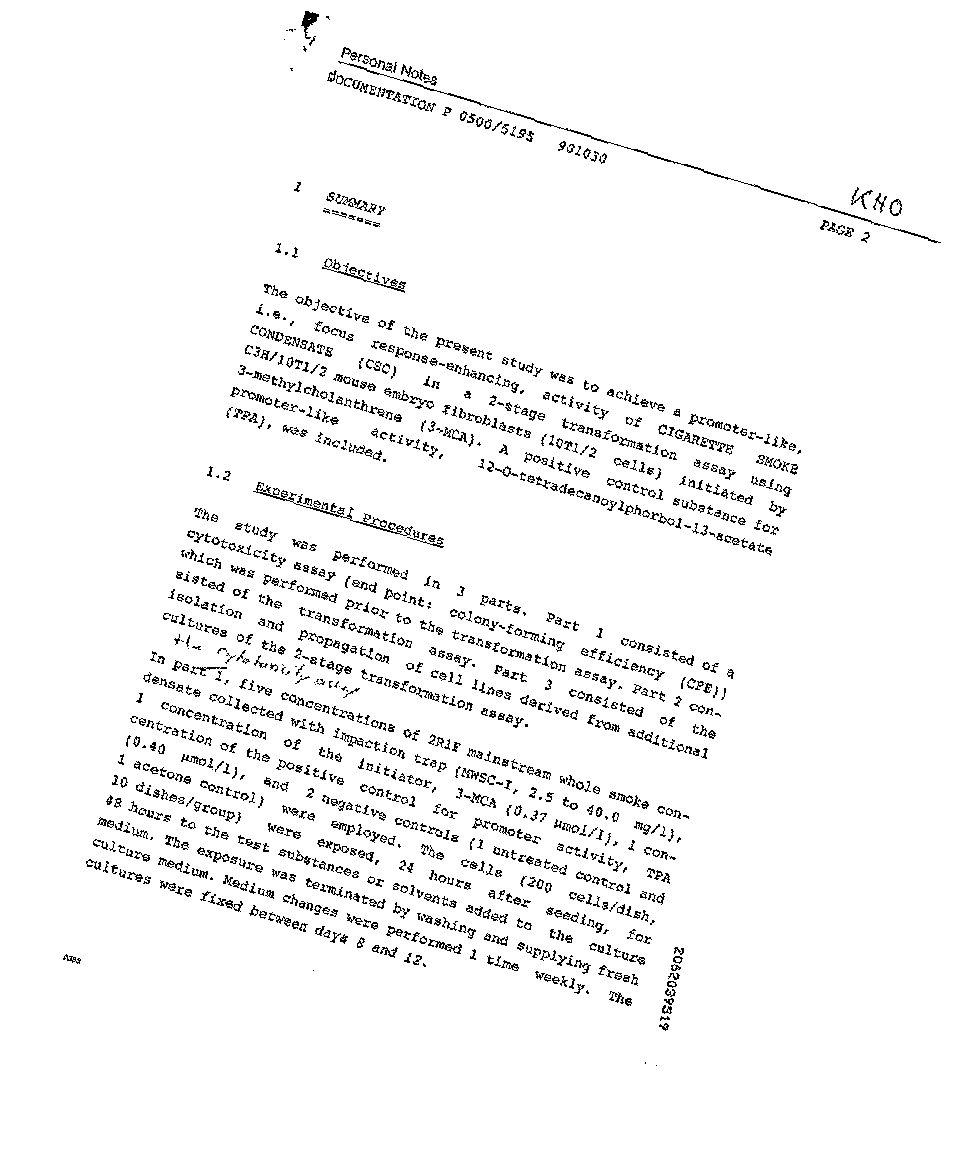 Personal Notes
DOCUMENTATION P 0500/5195 901030
KHO
PAGE 2
1 SUMMARY
=======
1.1 Objectives
The objective of the present study was to achieve a promoter-like,
i.e., focus response-enhancing, activity of CIGARETTE SMOKE
CONDENSATE (CSC) in a 2-stage transformation assay using
C3H/10T1/2 mouse embryo fibroblasts (10T1/2 cells) initiated by
3-methylcholanthrene (3-MCA). A positive control substance for
promoter-like activity, 12-O-tetradecanoylphorbol-13-acetate
(TPA), was included.
1.2 Experimental Procedures
The study was performed in 3 parts. Part 1 consisted of a
cytotoxicity assay (end point: colony-forming efficiency (CFE))
which was performed prior to the transformation assay. Part 2 con-
sisted of the transformation assay. Part 3 consisted of the
isolation and propagation of cell lines derived from additional
cultures of the 2-stage transformation assay.
the cytotoxicity assay
In part 1, five concentrations of 2R1F mainstream whole smoke con-
densate collected with impaction trap (MWSC-I, 2.5 to 40.0 mg/l),
1 concentration of the initiator, 3-MCA (0.37 µmol/l), 1 con-
centration of the positive control for promoter activity, TPA
(0.40 µmol/l), and 2 negative controls (1 untreated control and
1 acetone control) were employed. The cells (200 cells/dish,
10 dishes/group) were exposed, 24 hours after seeding, for
48 hours to the test substances or solvents added to the culture
medium. The exposure was terminated by washing and supplying fresh
culture medium. Medium changes were performed 1 time weekly. The
cultures were fixed between days 8 and 12.
2062039519